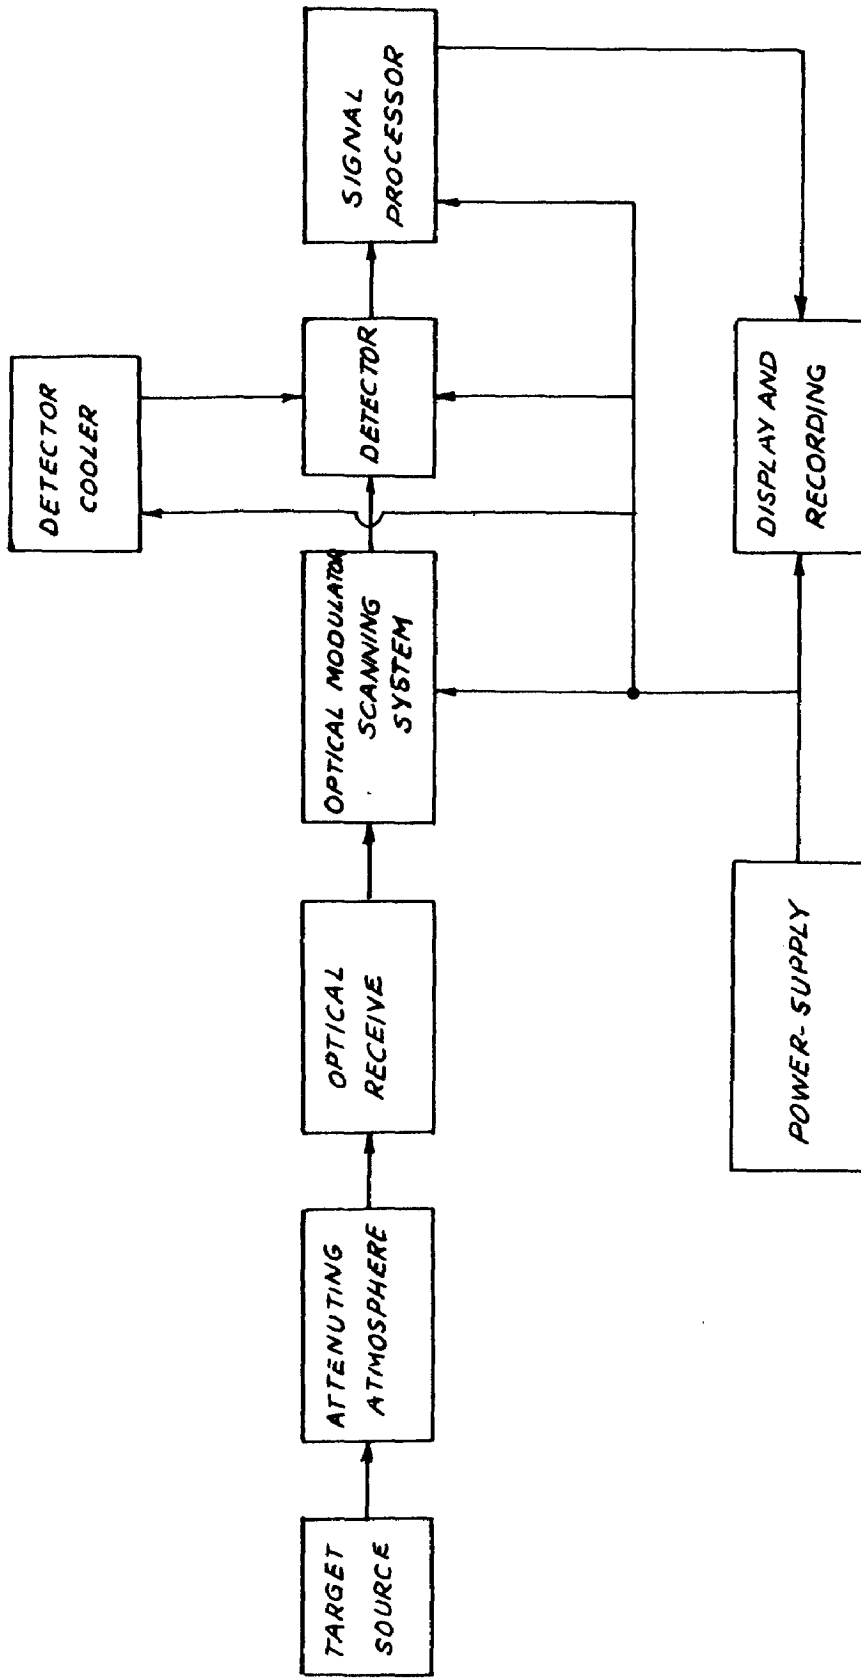 DETECTOR
COOLER
TARGET
SOURCE
ATTENUTING
ATMOSPHERE
OPTICAL
RECEIVE
OPTICAL MODULATOR
SCANNING
SYSTEM
DETECTOR
SIGNAL
PROCESSOR
POWER-SUPPLY
DISPLAY AND
RECORDING